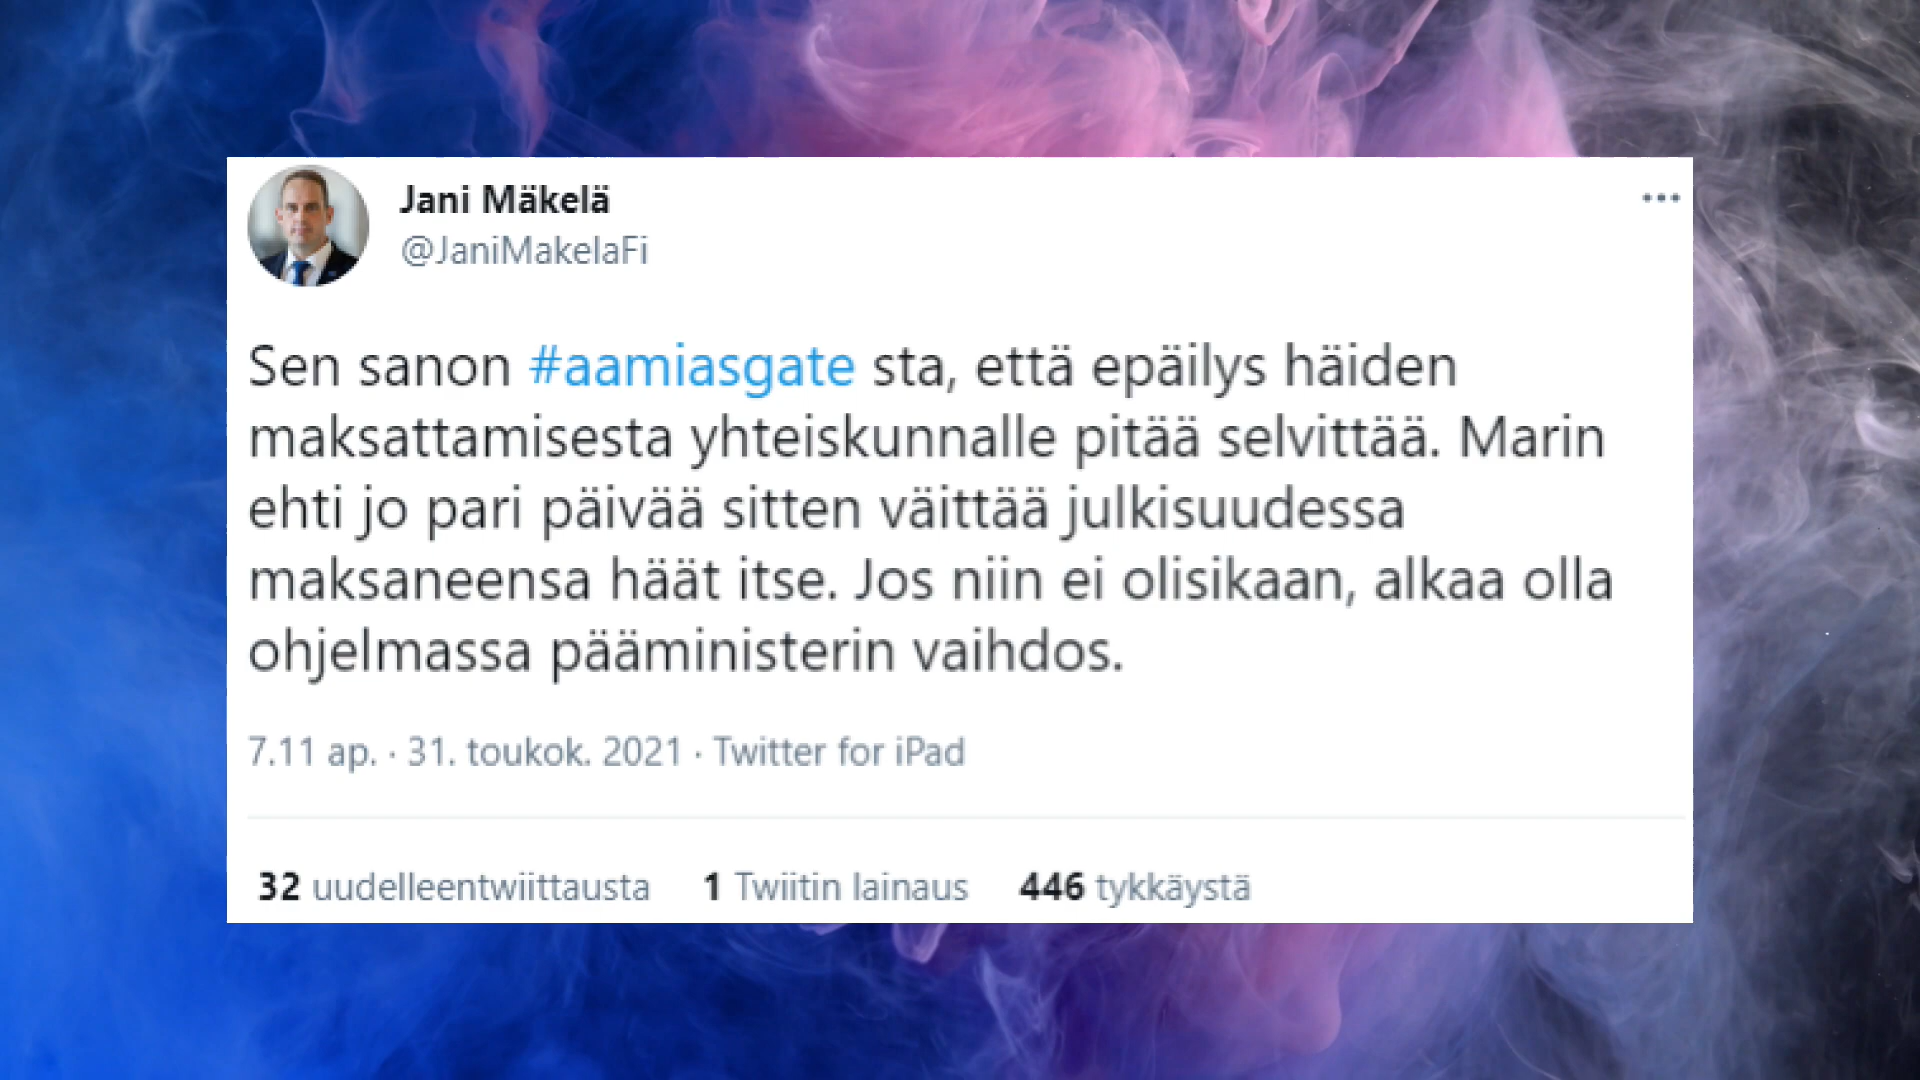 Jani Mäkelä
@JaniMakelaFi
Sen sanon #aamiasgate sta, että epäilys häiden
maksattamisesta yhteiskunnalle pitää selvittää. Marin
ehti jo pari päivää sitten väittää julkisuudessa
maksaneensa häät itse. Jos niin ei olisikaan, alkaa olla
ohjelmassa pääministerin vaihdos.
7.11 ap. · 31. toukok. 2021 · Twitter for iPad
32 uudelleentwiittausta 1 Twiitin lainaus 446 tykkäystä